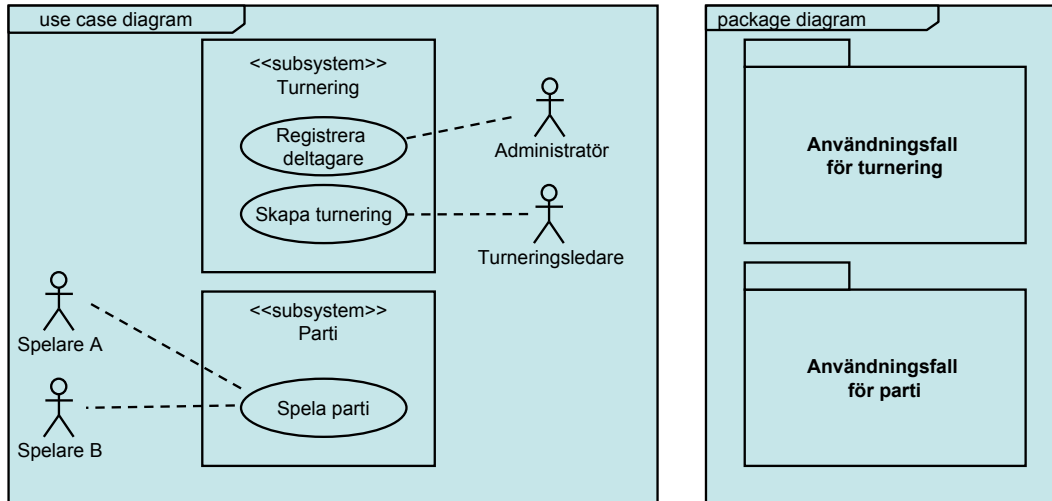 use case diagram
<<subsystem>>
Turnering
Registrera
deltagare
Administratör
Skapa turnering
Turneringsledare
<<subsystem>>
Parti
Spelare A
Spela parti
Spelare B
package diagram
Användningsfall
för turnering
Användningsfall
för parti